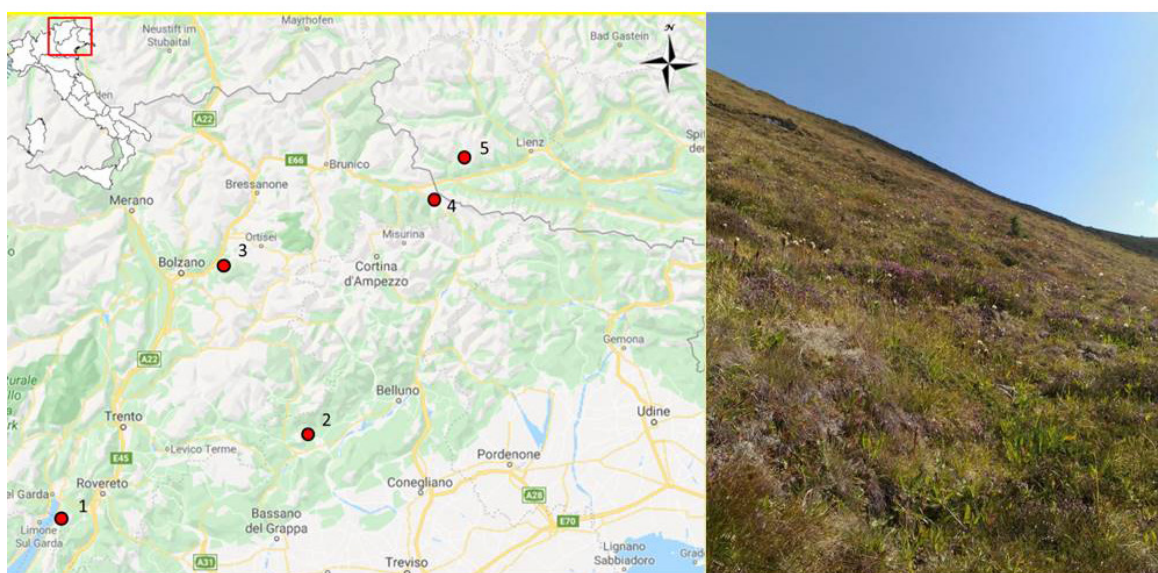 Neustift im
Stubaital
Mayrhofen
N
Bad Gastein
A22
Lienz
5
E66
Brunico
Bressanone
4
Merano
Ortisei
Misurina
3
Bolzano
Cortina
d'Ampezzo
Gemona
A22
Belluno
Udine
Trento
2
Levico Terme
Pordenone
E45
Conegliano
A28
Rovereto
1
Bassano
del Grappa
E70
Limone
Sul Garda
A31
Treviso
Lignano
Sabbiadoro